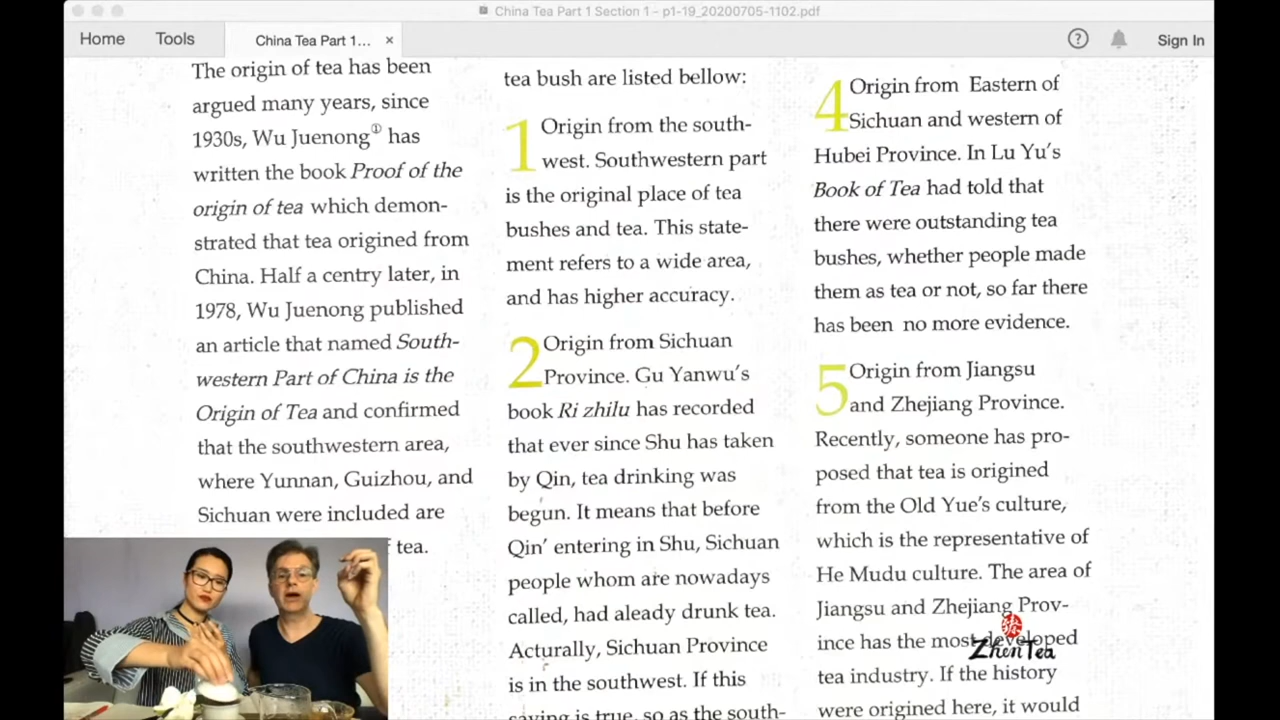 China Tea Part 1 Section 1 - p1-19_20200705-1102.pdf
Home
Tools
China Tea Part 1...
×
?
Sign In
The origin of tea has been
argued many years, since
1930s, Wu Juenong① has
written the book Proof of the
origin of tea which demon-
strated that tea origined from
China. Half a centry later, in
1978, Wu Juenong published
an article that named South-
western Part of China is the
Origin of Tea and confirmed
that the southwestern area,
where Yunnan, Guizhou, and
Sichuan were included are
tea.
tea bush are listed bellow:
1 Origin from the south-
west. Southwestern part
is the original place of tea
bushes and tea. This state-
ment refers to a wide area,
and has higher accuracy.
2 Origin from Sichuan
Province. Gu Yanwu's
book Ri zhilu has recorded
that ever since Shu has taken
by Qin, tea drinking was
begun. It means that before
Qin' entering in Shu, Sichuan
people whom are nowadays
called, had aleady drunk tea.
Acturally, Sichuan Province
is in the southwest. If this
saying is true, so as the south-
4 Origin from Eastern of
Sichuan and western of
Hubei Province. In Lu Yu's
Book of Tea had told that
there were outstanding tea
bushes, whether people made
them as tea or not, so far there
has been no more evidence.
5 Origin from Jiangsu
and Zhejiang Province.
Recently, someone has pro-
posed that tea is origined
from the Old Yue's culture,
which is the representative of
He Mudu culture. The area of
Jiangsu and Zhejiang Prov-
ince has the most developed
tea industry. If the history
were origined here, it would
ZhenTea